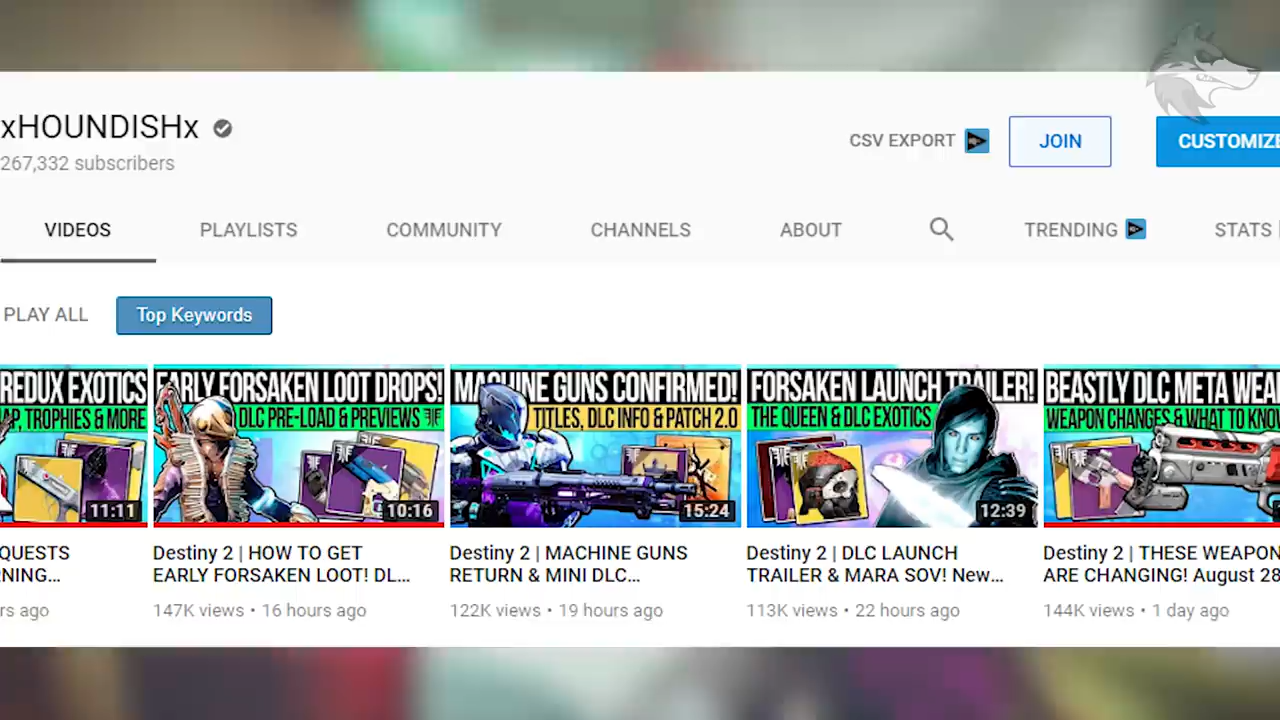 xHOUNDISHx
267,332 subscribers
CSV EXPORT
JOIN
CUSTOMIZE
VIDEOS
PLAYLISTS
COMMUNITY
CHANNELS
ABOUT
TRENDING
STATS
PLAY ALL
Top Keywords
REDUX EXOTICS
AP, TROPHIES & MORE
11:11
QUESTS
NING...
rs ago
EARLY FORSAKEN LOOT DROPS!
DLC PRE-LOAD & PREVIEWS
10:16
Destiny 2 | HOW TO GET
EARLY FORSAKEN LOOT! DL...
147K views • 16 hours ago
MACHINE GUNS CONFIRMED!
TITLES, DLC INFO & PATCH 2.0
15:24
Destiny 2 | MACHINE GUNS
RETURN & MINI DLC...
122K views • 19 hours ago
FORSAKEN LAUNCH TRAILER!
THE QUEEN & DLC EXOTICS
12:39
Destiny 2 | DLC LAUNCH
TRAILER & MARA SOV! New...
113K views • 22 hours ago
BEASTLY DLC META WEA
WEAPON CHANGES & WHAT TO KNO
Destiny 2 | THESE WEAPON
ARE CHANGING! August 28
144K views • 1 day ago